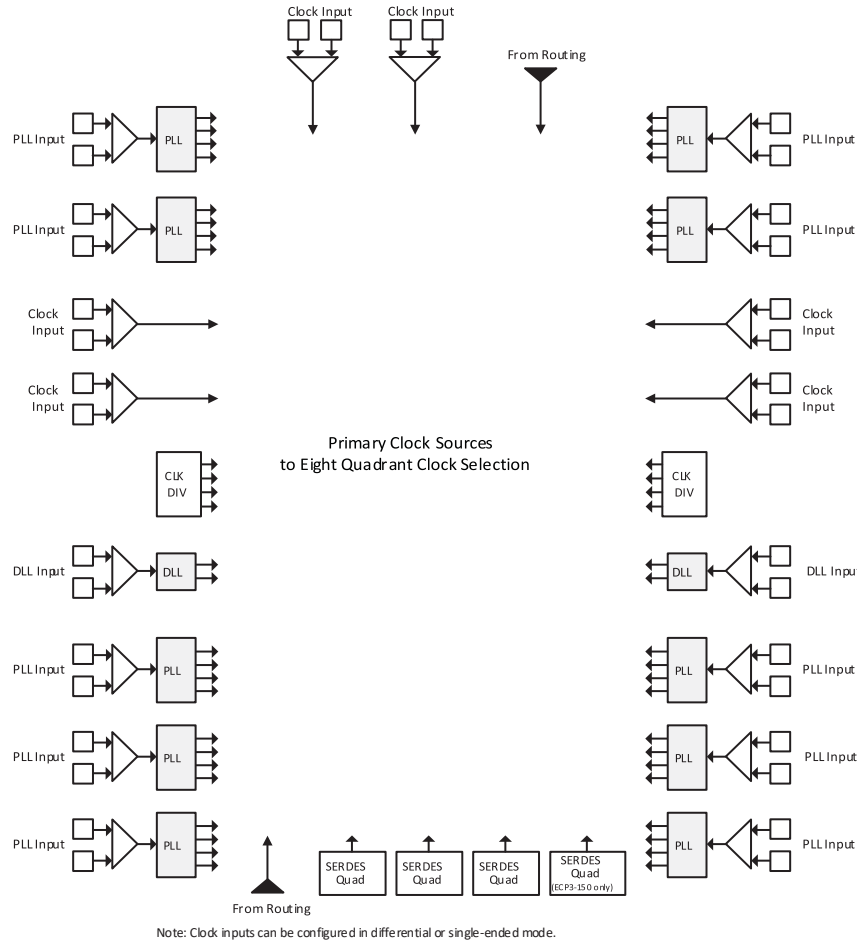 Clock Input
Clock Input
From Routing
PLL Input
PLL
PLL
PLL Input
PLL Input
PLL
PLL
PLL Input
Clock
Input
Clock
Input
Clock
Input
Clock
Input
Primary Clock Sources
to Eight Quadrant Clock Selection
CLK
DIV
CLK
DIV
DLL Input
DLL
DLL
DLL Input
PLL Input
PLL
PLL
PLL Input
PLL Input
PLL
PLL
PLL Input
PLL Input
PLL
PLL
PLL Input
SERDES
Quad
SERDES
Quad
SERDES
Quad
SERDES
Quad
(ECP3-150 only)
From Routing
Note: Clock inputs can be configured in differential or single-ended mode.